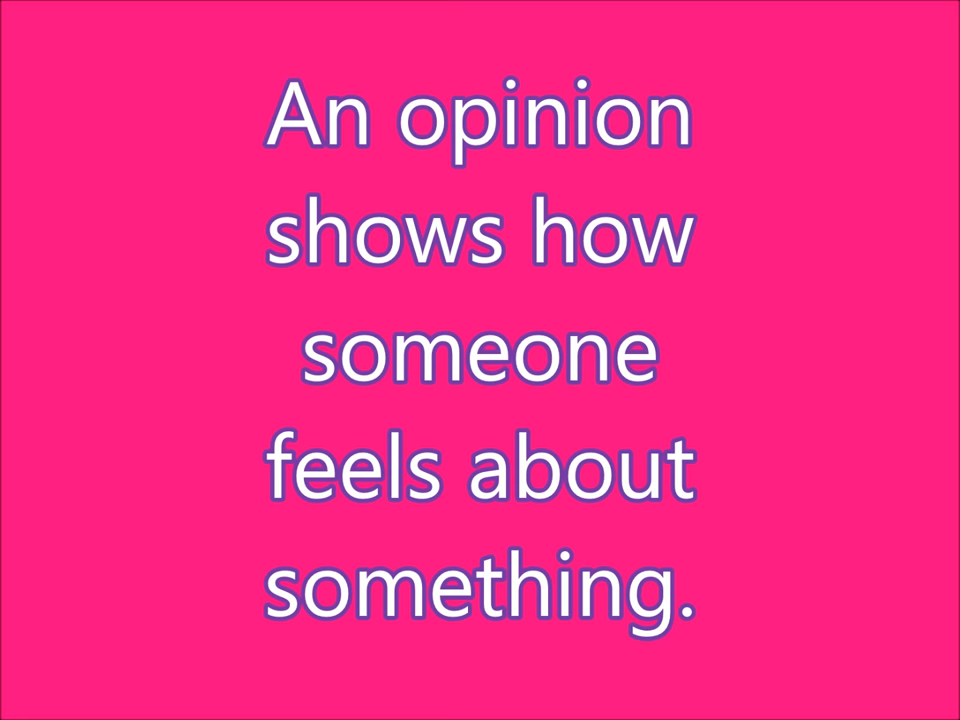 An opinion
shows how
someone
feels about
something.